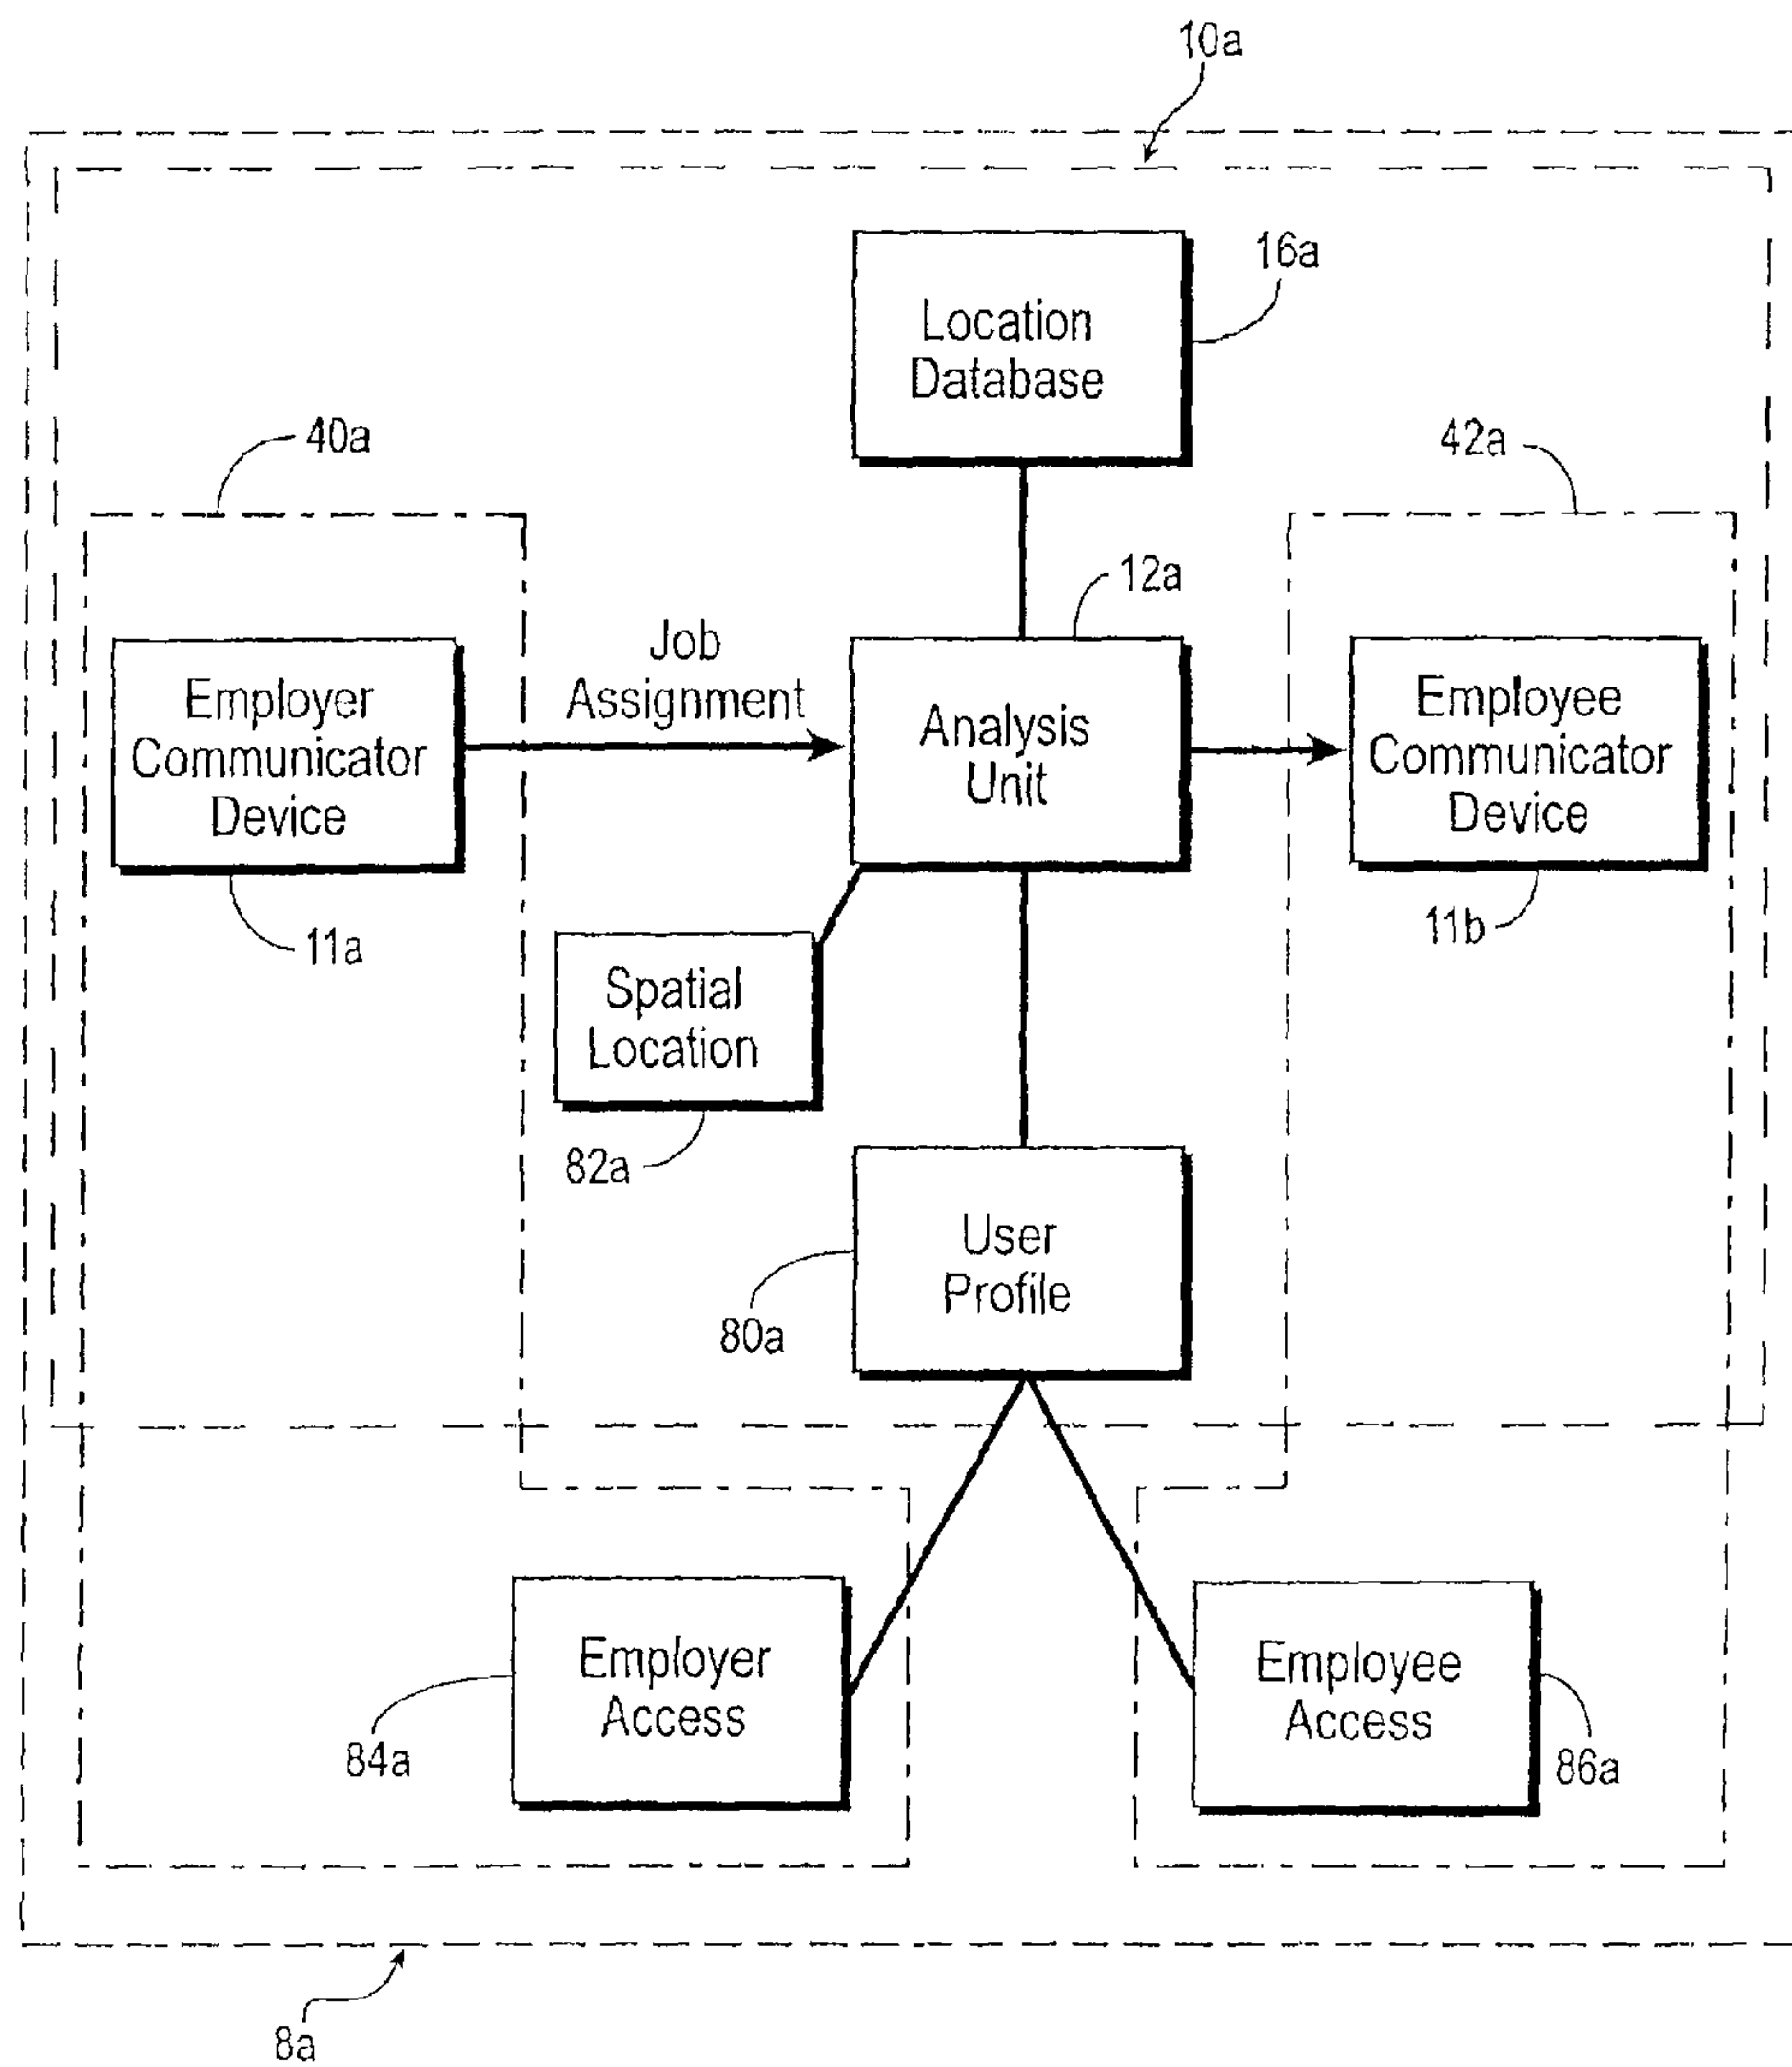 10a
16a
Location
Database
40a
42a
12a
Job
Assignment
Employer
Communicator
Device
Analysis
Unit
Employee
Communicator
Device
11a
11b
Spatial
Location
82a
User
Profile
80a
Employer
Access
Employee
Access
84a
86a
8a